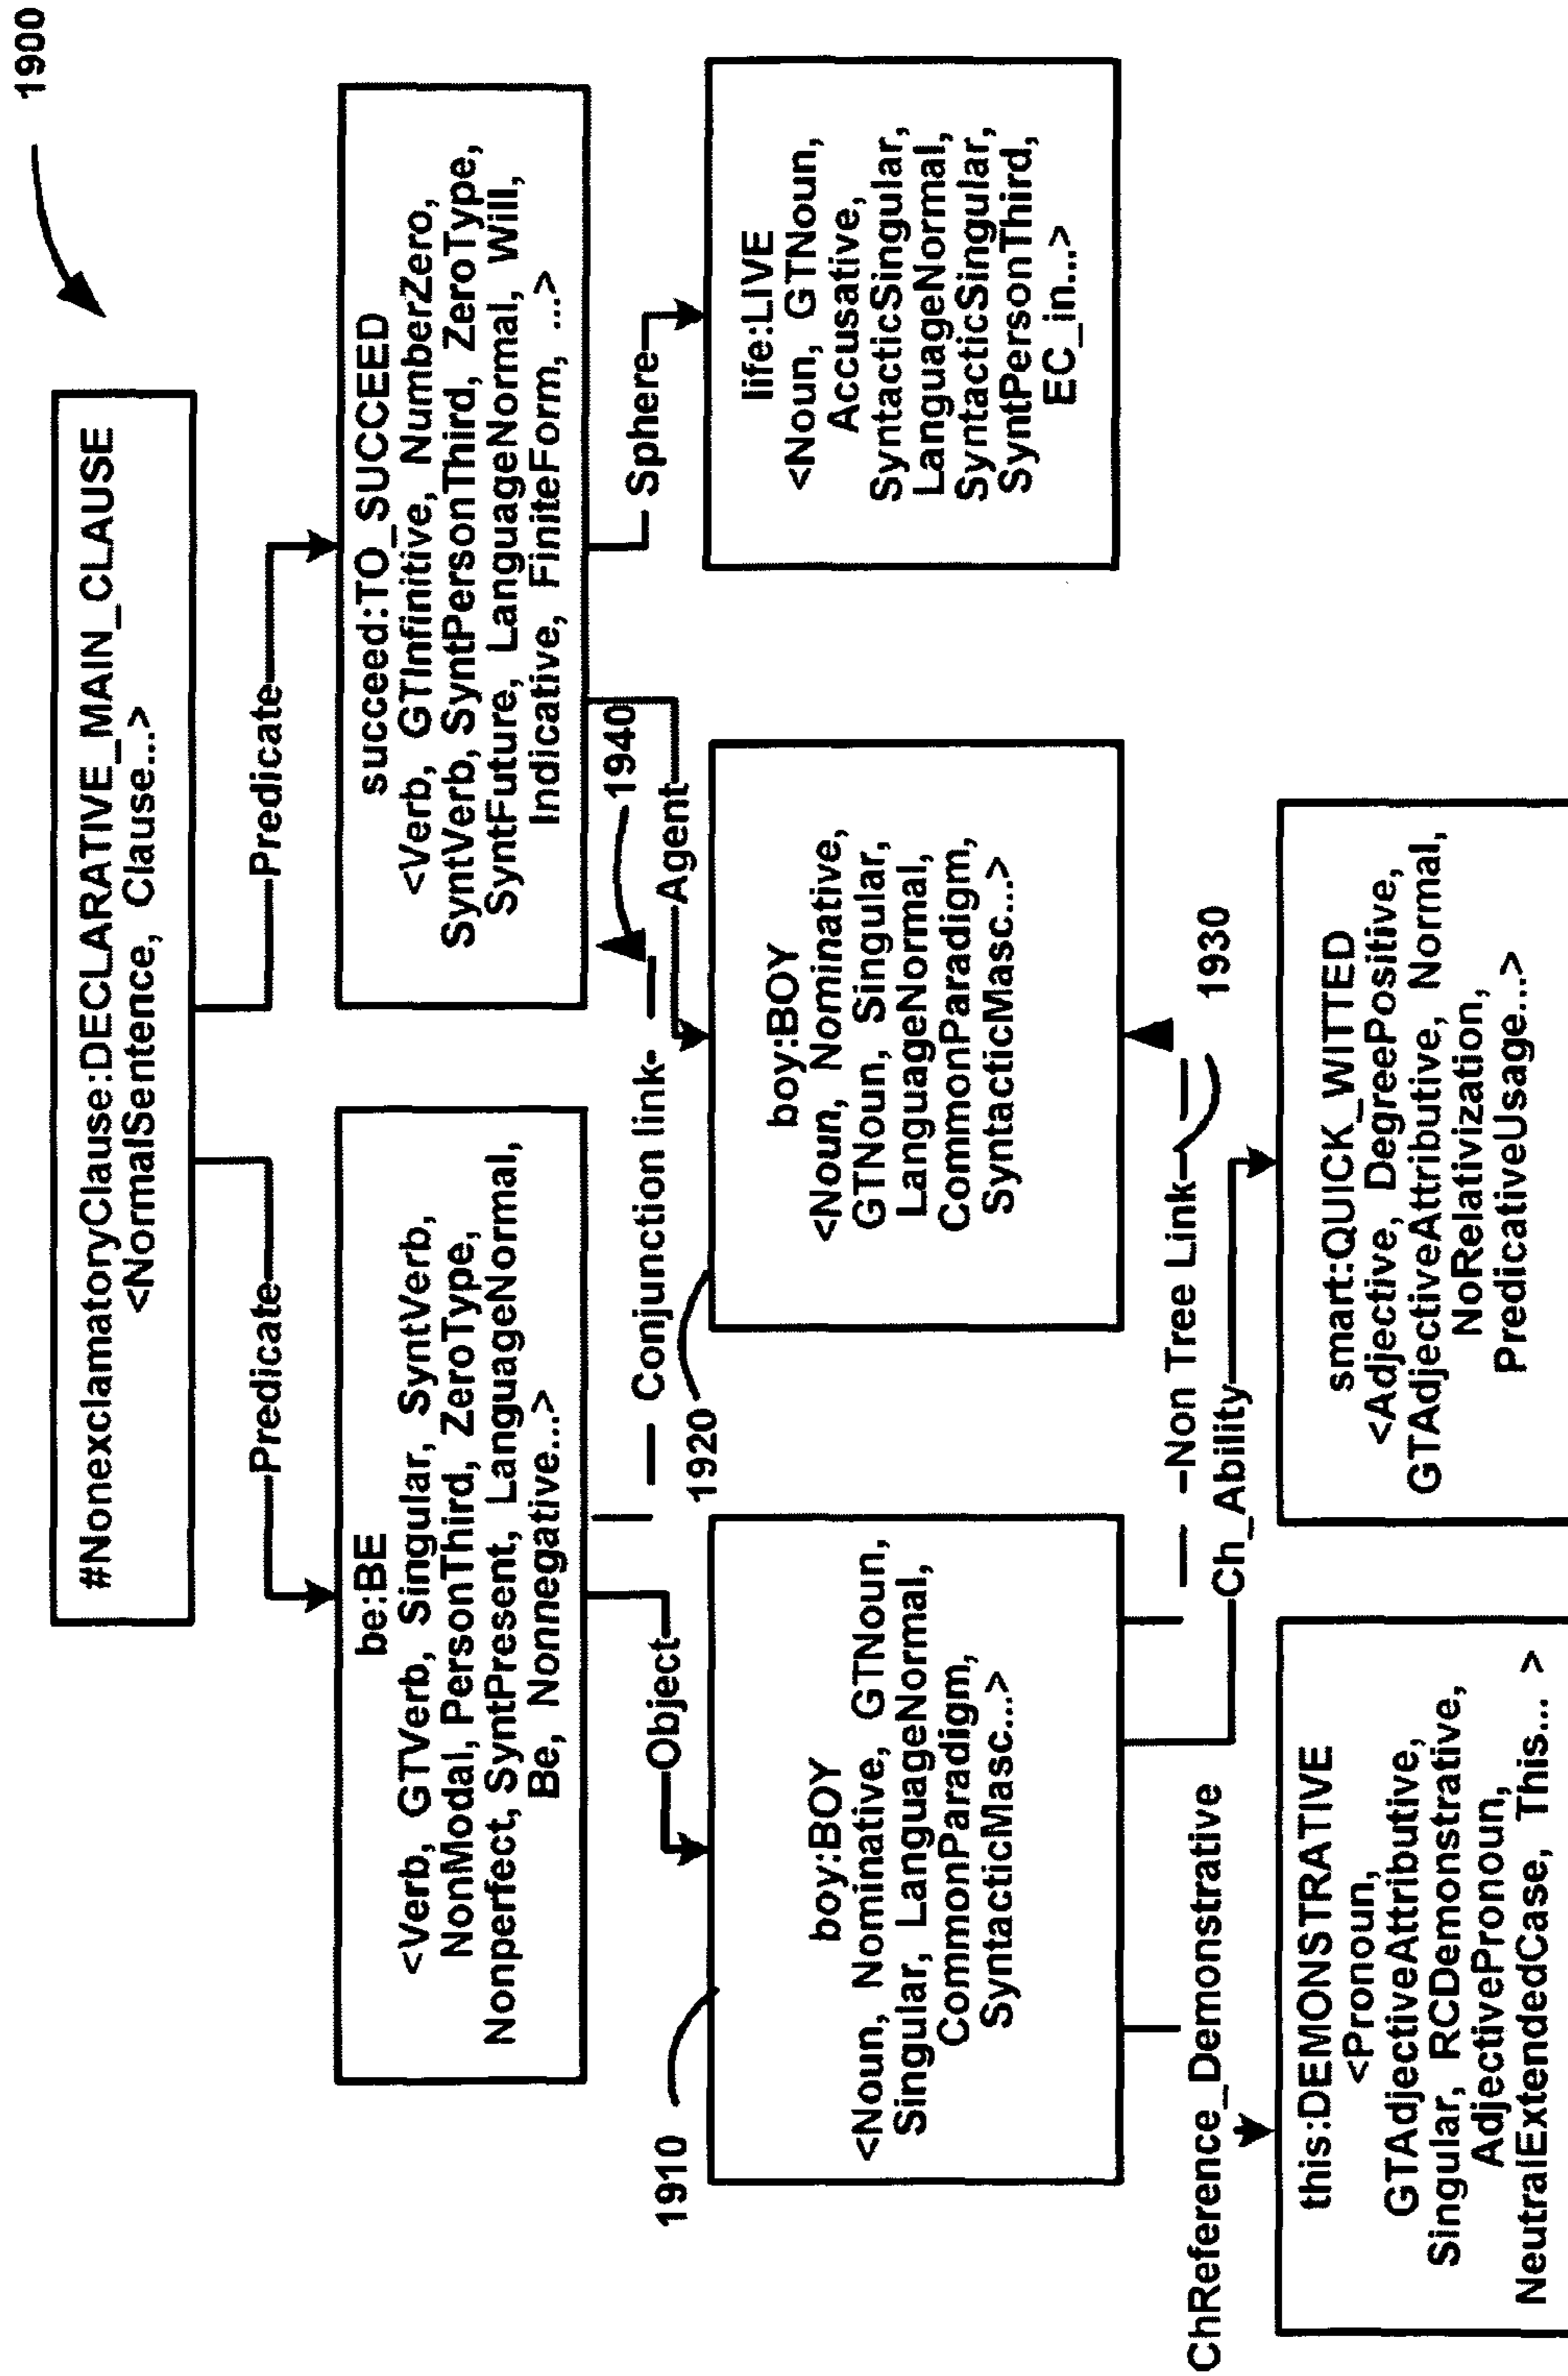 1900
#NonexclamatoryClause:DECLARATIVE_MAIN_CLAUSE
<NormalSentence, Clause...>
Predicate
Predicate
be:BE
<Verb, GTVerb, Singular, SyntVerb,
NonModal, PersonThird, ZeroType,
Nonperfect, SyntPresent, LanguageNormal,
Be, Nonnegative...>
succeed:TO_SUCCEED
<Verb, GTInfinitive, NumberZero,
SyntVerb, SyntPersonThird, ZeroType,
SyntFuture, LanguageNormal, Will,
Indicative, FiniteForm, ...>
1940
Object
Conjunction link
Agent
Sphere
1910
1920
boy:BOY
<Noun, Nominative, GTNoun,
Singular, LanguageNormal,
CommonParadigm,
SyntacticMasc...>
boy:BOY
<Noun, Nominative,
GTNoun, Singular,
LanguageNormal,
CommonParadigm,
SyntacticMasc...>
life:LIVE
<Noun, GTNoun,
Accusative,
SyntacticSingular,
LanguageNormal,
SyntacticSingular,
SyntPersonThird,
EC_in...>
ChReference_Demonstrative
Non Tree Link
1930
Ch_Ability
this:DEMONSTRATIVE
<Pronoun,
GTAdjectiveAttributive,
Singular, RCDemonstrative,
AdjectivePronoun,
NeutralExtendedCase, This... >
smart:QUICK_WITTED
<Adjective, DegreePositive,
GTAdjectiveAttributive, Normal,
NoRelativization,
PredicativeUsage...>